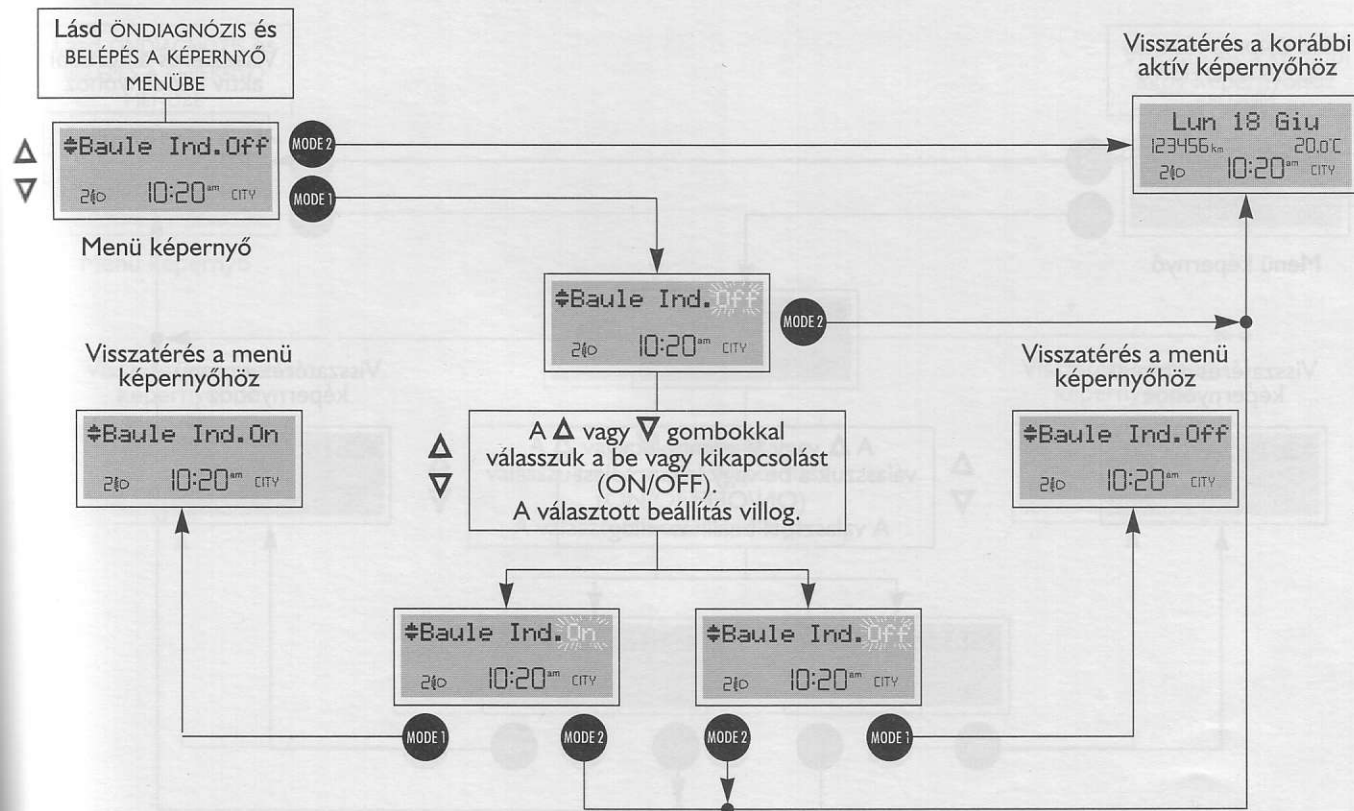 Lásd ÖNDIAGNÓZIS és
BELÉPÉS A KÉPERNYŐ
MENÜBE
Baule Ind.Off
10:20 am CITY
MODE 2
MODE 1
Menü képernyő
Visszatérés a korábbi
aktív képernyőhöz
Lun 18 Giu
123456 km 20.0°C
10:20 am CITY
Baule Ind.Off
10:20 am CITY
MODE 2
Visszatérés a menü
képernyőhöz
Baule Ind.On
10:20 am CITY
A Δ vagy ∇ gombokkal
válasszuk a be vagy kikapcsolást
(ON/OFF).
A választott beállítás villog.
Visszatérés a menü
képernyőhöz
Baule Ind.Off
10:20 am CITY
Baule Ind.On
10:20 am CITY
Baule Ind.Off
10:20 am CITY
MODE 1
MODE 2
MODE 2
MODE 1